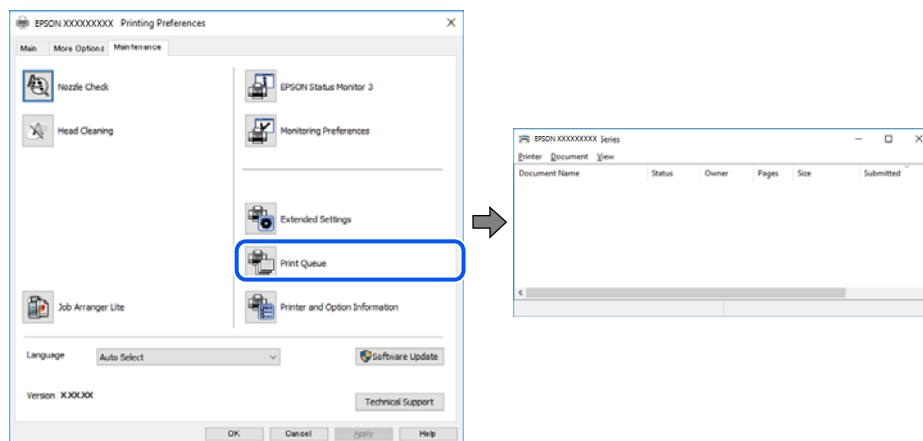 EPSON XXXXXXXXX Printing Preferences
Main More Options Maintenance
Nozzle Check
EPSON Status Monitor 3
Head Cleaning
Monitoring Preferences
Extended Settings
Print Queue
Job Arranger Lite
Printer and Option Information
Language Auto Select Software Update
Version X.XX.XX
Technical Support
OK Cancel Apply Help
EPSON XXXXXXXXX Series
Printer Document View
Document Name Status Owner Pages Size Submitted